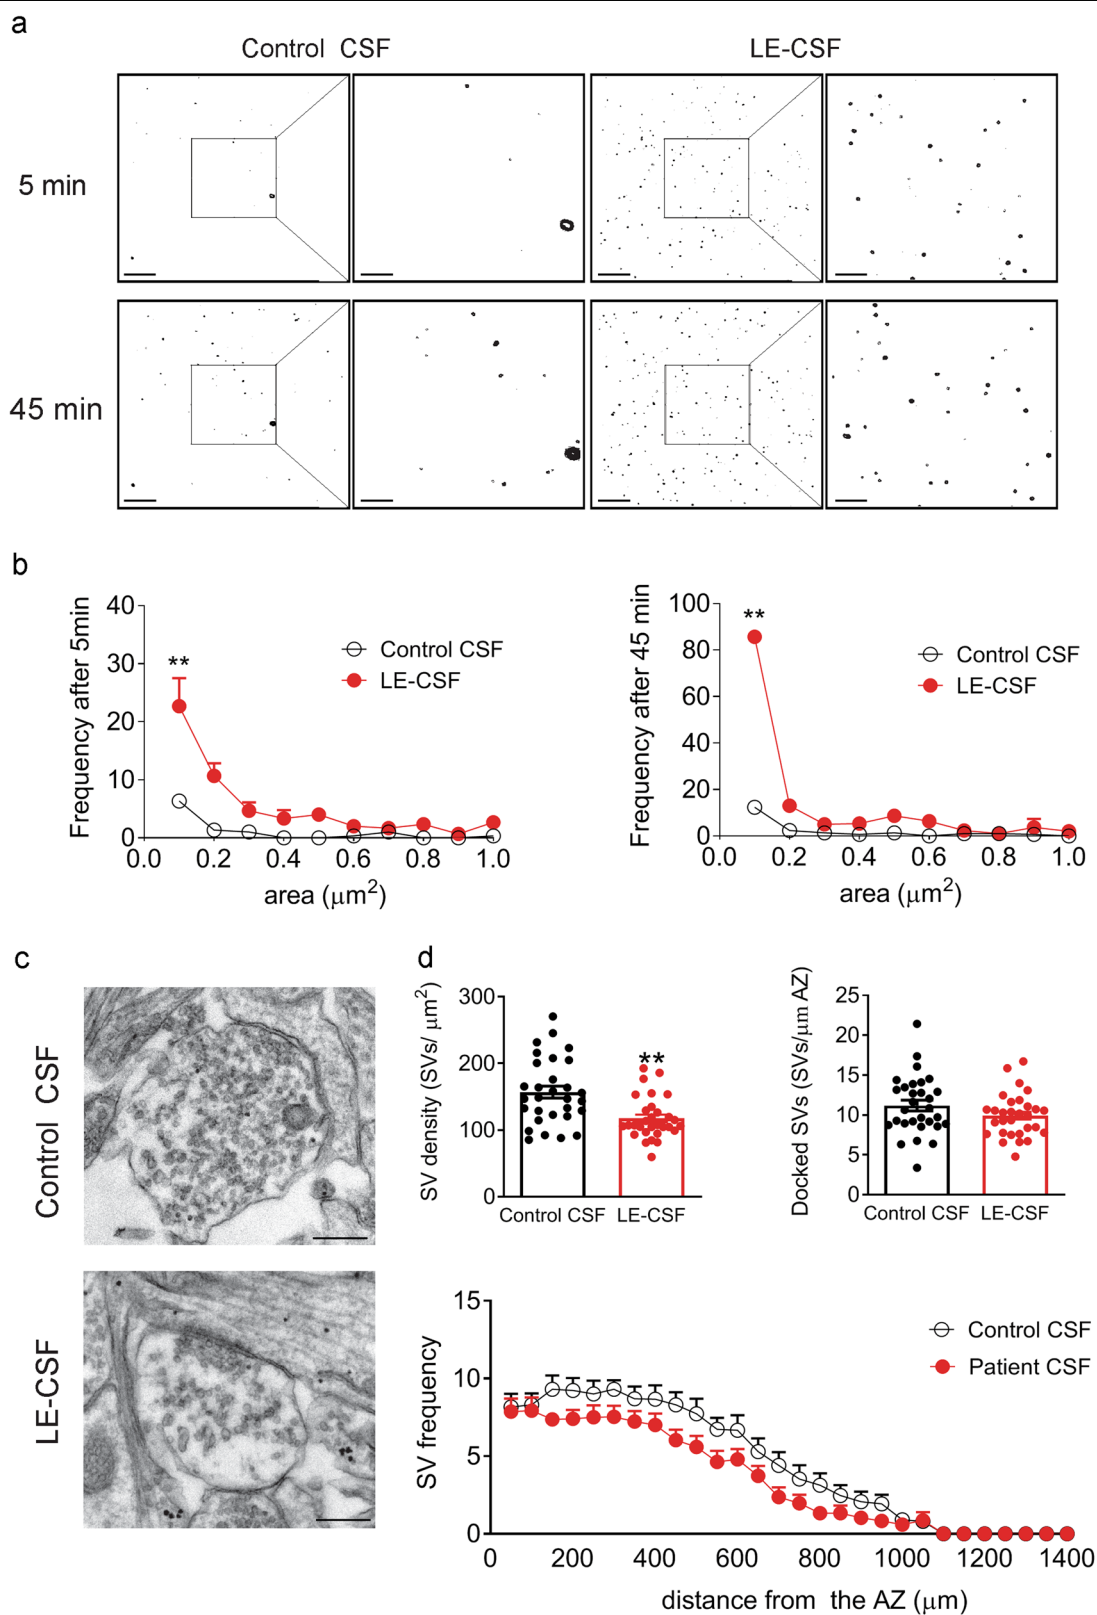 a
Control CSF
LE-CSF
5 min
45 min
b
Frequency after 5min
40
30
20
10
0
**
Control CSF
LE-CSF
0.0 0.2 0.4 0.6 0.8 1.0
area (μm²)
Frequency after 45 min
100
80
60
40
20
0
**
Control CSF
LE-CSF
0.0 0.2 0.4 0.6 0.8 1.0
area (μm²)
c
Control CSF
LE-CSF
d
SV density (SVs/ μm²)
300
200
100
0
**
Control CSF LE-CSF
Docked SVs (SVs/μm AZ)
25
20
15
10
5
0
Control CSF LE-CSF
SV frequency
15
10
5
0
Control CSF
Patient CSF
0 200 400 600 800 1000 1200 1400
distance from the AZ (μm)